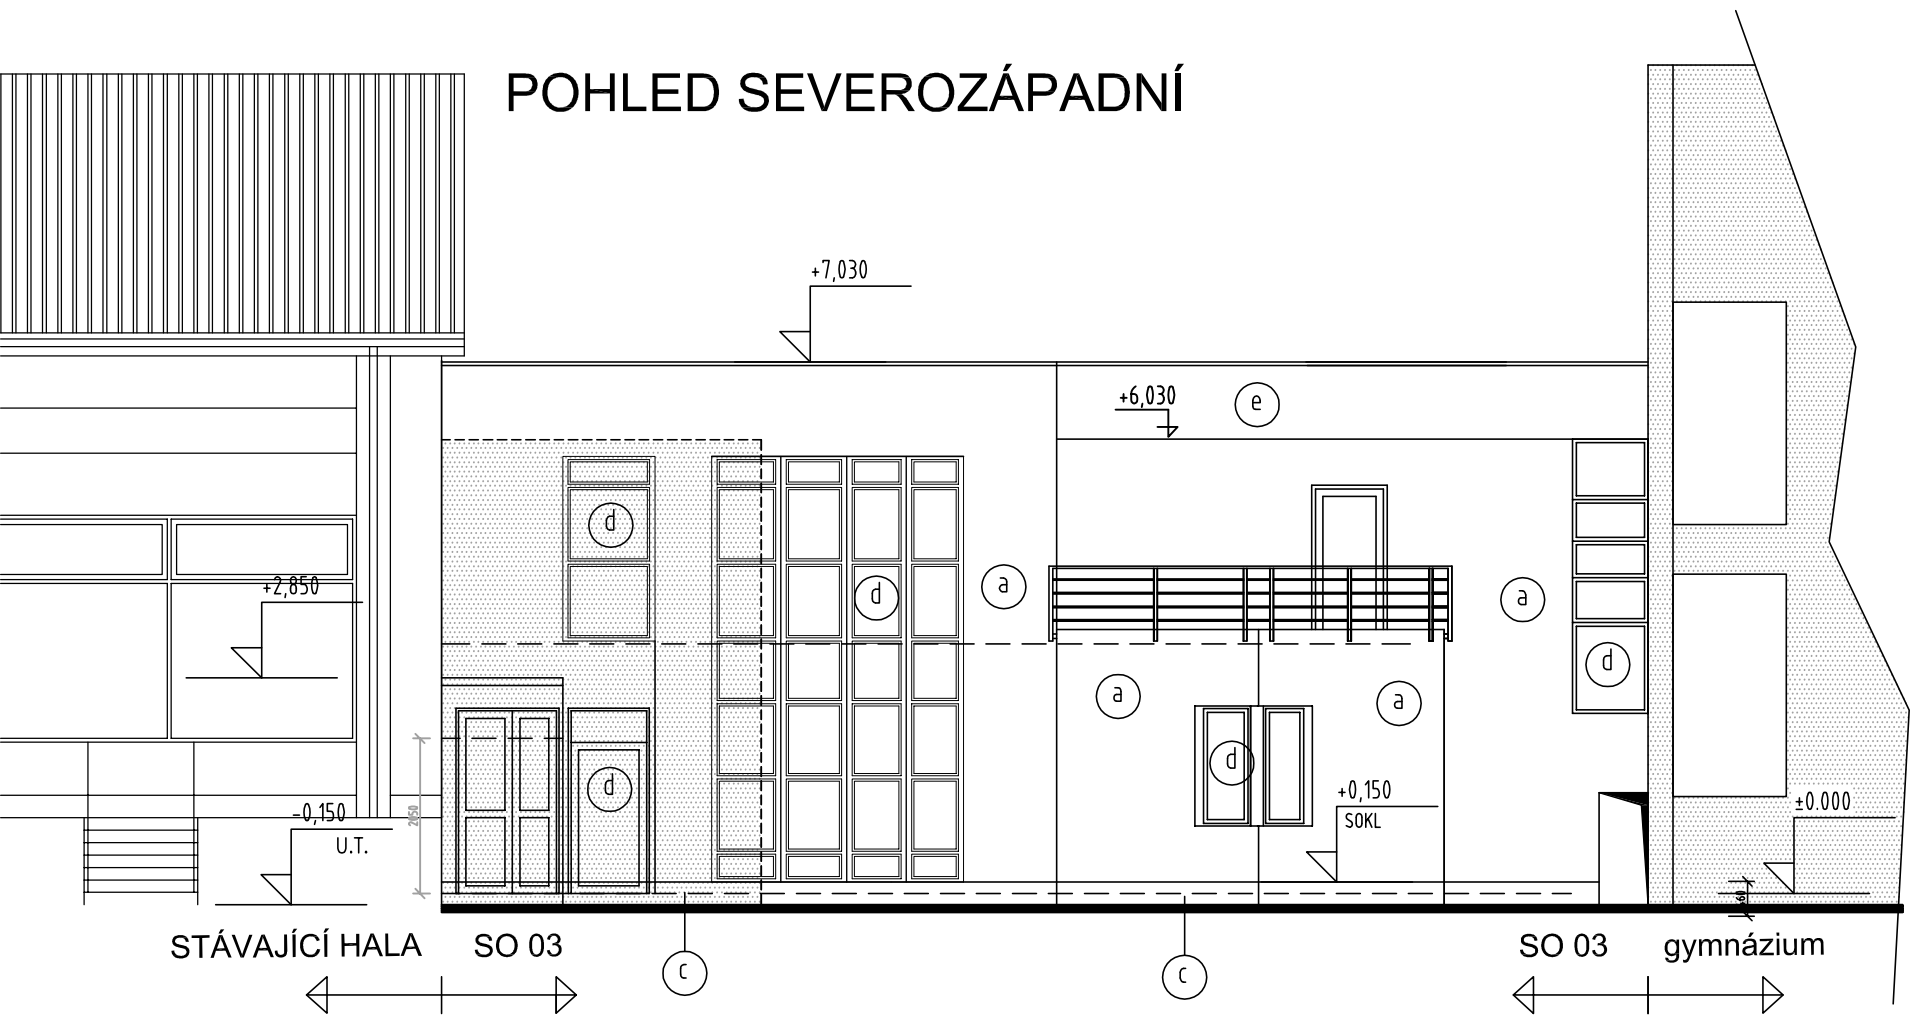 POHLED SEVEROZÁPADNÍ
+7,030
+6,030
e
d
+2,850
d
a
a
d
a
a
d
d
-0,150
U.T.
2050
+0,150
SOKL
±0.000
STÁVAJÍCÍ HALA
SO 03
c
c
SO 03
gymnázium